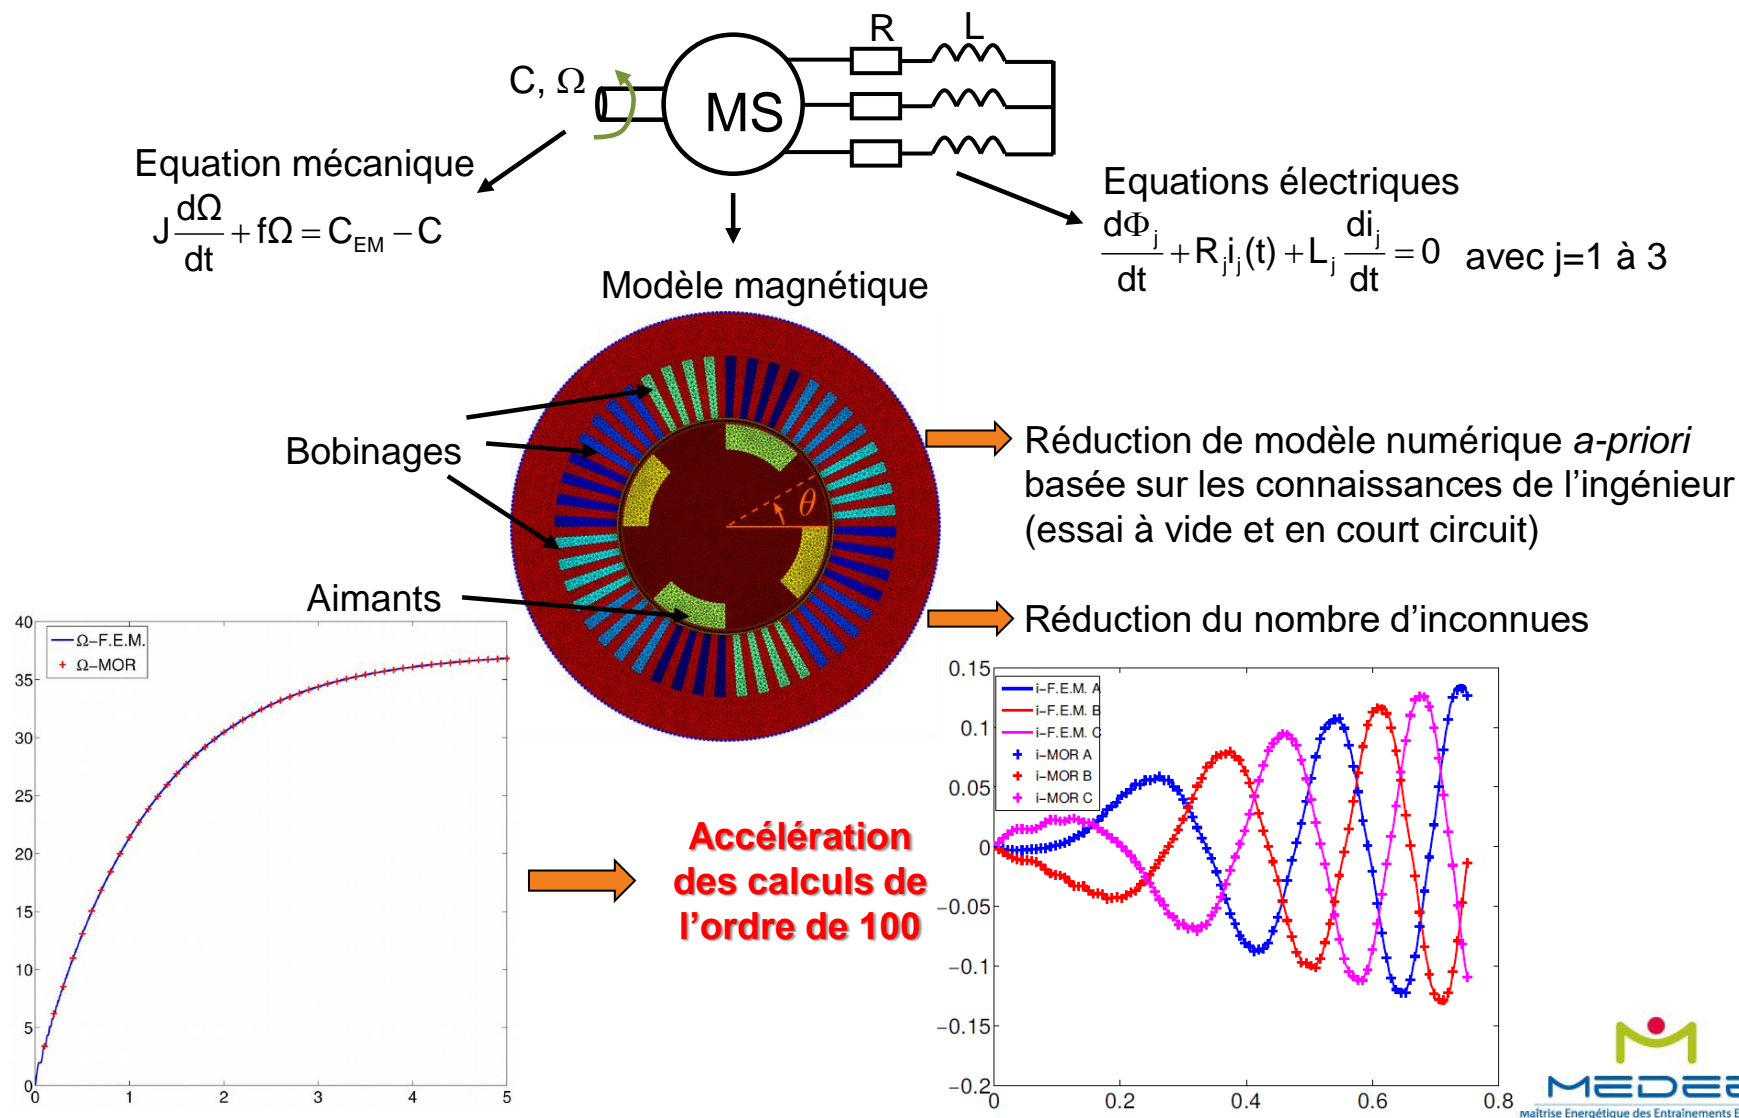 R
L
C, Ω
MS
Equation mécanique
J dΩ/dt + fΩ = C_EM − C
Equations électriques
dΦ_j/dt + R_j i_j(t) + L_j di_j/dt = 0 avec j=1 à 3
Modèle magnétique
Bobinages
θ
Aimants
Réduction de modèle numérique a-priori
basée sur les connaissances de l’ingénieur
(essai à vide et en court circuit)
Réduction du nombre d’inconnues
40
35
30
25
20
15
10
5
0
0 1 2 3 4 5
Ω−F.E.M.
Ω−MOR
Accélération
des calculs de
l’ordre de 100
0.15
0.1
0.05
0
−0.05
−0.1
−0.15
−0.2
0 0.2 0.4 0.6 0.8
i−F.E.M. A
i−F.E.M. B
i−F.E.M. C
i−MOR A
i−MOR B
i−MOR C
MEDEE
Maîtrise Energétique des Entraînements E